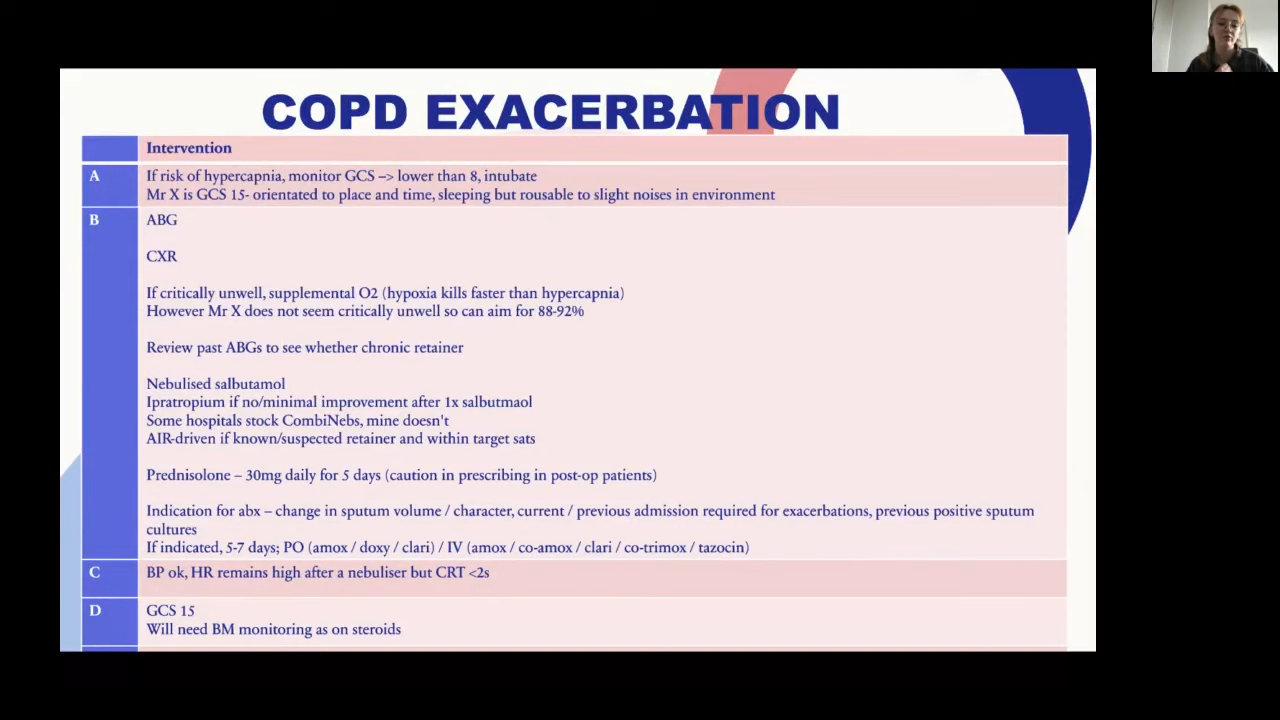 COPD EXACERBATION
Intervention
A
If risk of hypercapnia, monitor GCS –> lower than 8, intubate
Mr X is GCS 15- orientated to place and time, sleeping but rousable to slight noises in environment
B
ABG
CXR
If critically unwell, supplemental O2 (hypoxia kills faster than hypercapnia)
However Mr X does not seem critically unwell so can aim for 88-92%
Review past ABGs to see whether chronic retainer
Nebulised salbutamol
Ipratropium if no/minimal improvement after 1x salbutmaol
Some hospitals stock CombiNebs, mine doesn't
AIR-driven if known/suspected retainer and within target sats
Prednisolone – 30mg daily for 5 days (caution in prescribing in post-op patients)
Indication for abx – change in sputum volume / character, current / previous admission required for exacerbations, previous positive sputum
cultures
If indicated, 5-7 days; PO (amox / doxy / clari) / IV (amox / co-amox / clari / co-trimox / tazocin)
C
BP ok, HR remains high after a nebuliser but CRT <2s
D
GCS 15
Will need BM monitoring as on steroids